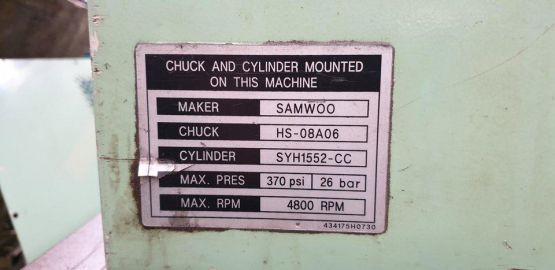 CHUCK AND CYLINDER MOUNTED
ON THIS MACHINE
MAKER SAMWOO
CHUCK HS-08A06
CYLINDER SYH1552-CC
MAX. PRES 370 psi 26 bar
MAX. RPM 4800 RPM
434175H0730